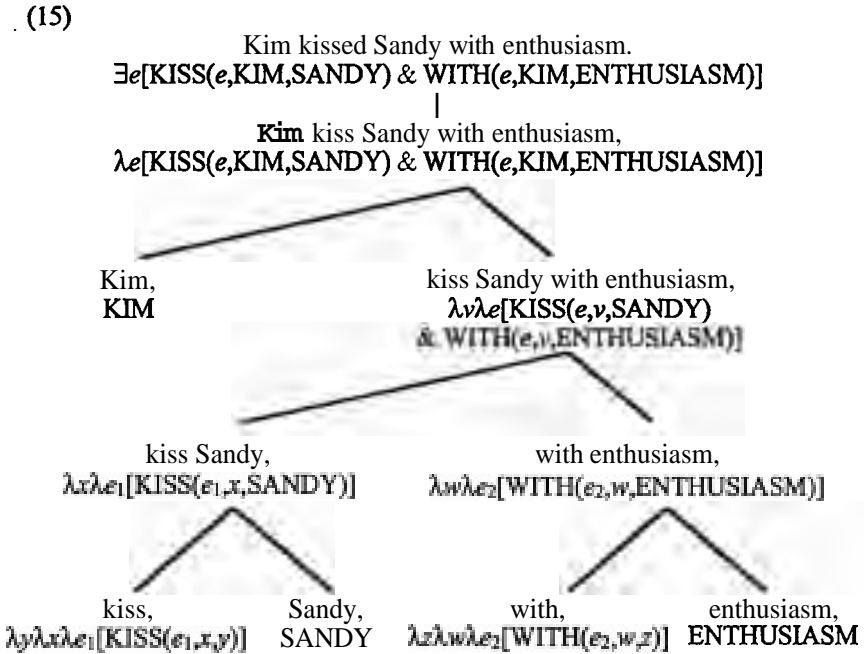 . (15)
Kim kissed Sandy with enthusiasm.
∃e[KISS(e,KIM,SANDY) & WITH(e,KIM,ENTHUSIASM)]
Kim kiss Sandy with enthusiasm,
λe[KISS(e,KIM,SANDY) & WITH(e,KIM,ENTHUSIASM)]
Kim,
KIM
kiss Sandy with enthusiasm,
λvλe[KISS(e,v,SANDY)
& WITH(e,v,ENTHUSIASM)]
kiss Sandy,
λxλe₁[KISS(e₁,x,SANDY)]
with enthusiasm,
λwλe₂[WITH(e₂,w,ENTHUSIASM)]
kiss,
λyλxλe₁[KISS(e₁,x,y)]
Sandy,
SANDY
with,
λzλwλe₂[WITH(e₂,w,z)]
enthusiasm,
ENTHUSIASM